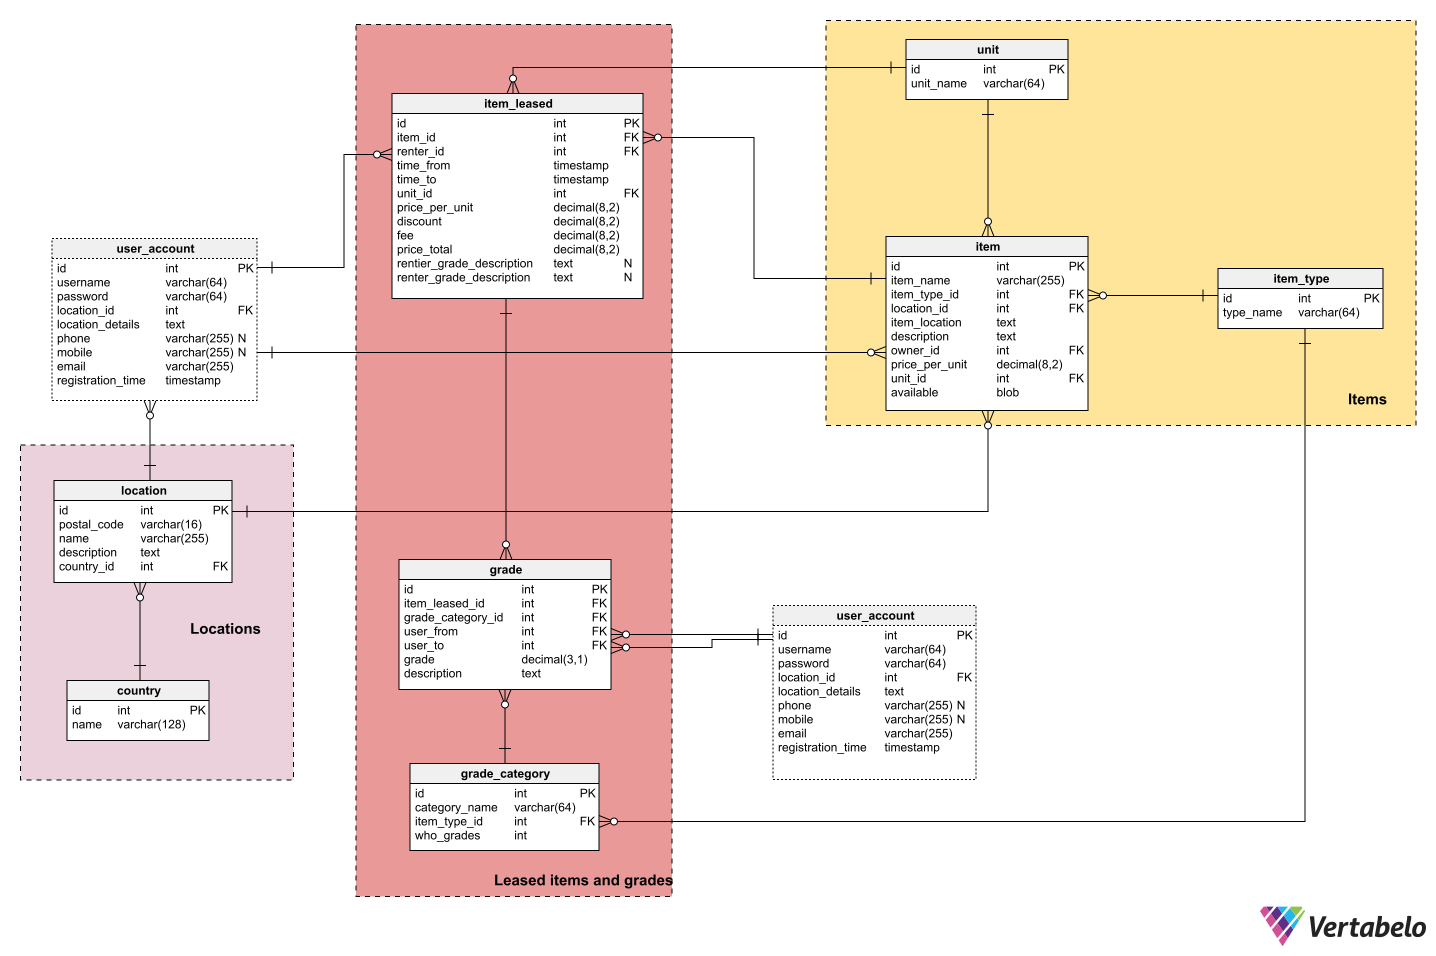 unit
id int PK
unit_name varchar(64)
item_leased
id int PK
item_id int FK
renter_id int FK
time_from timestamp
time_to timestamp
unit_id int FK
price_per_unit decimal(8,2)
discount decimal(8,2)
fee decimal(8,2)
price_total decimal(8,2)
rentier_grade_description text N
renter_grade_description text N
user_account
id int PK
username varchar(64)
password varchar(64)
location_id int FK
location_details text
phone varchar(255) N
mobile varchar(255) N
email varchar(255)
registration_time timestamp
item
id int PK
item_name varchar(255)
item_type_id int FK
location_id int FK
item_location text
description text
owner_id int FK
price_per_unit decimal(8,2)
unit_id int FK
available blob
item_type
id int PK
type_name varchar(64)
Items
location
id int PK
postal_code varchar(16)
name varchar(255)
description text
country_id int FK
Locations
country
id int PK
name varchar(128)
grade
id int PK
item_leased_id int FK
grade_category_id int FK
user_from int FK
user_to int FK
grade decimal(3,1)
description text
user_account
id int PK
username varchar(64)
password varchar(64)
location_id int FK
location_details text
phone varchar(255) N
mobile varchar(255) N
email varchar(255)
registration_time timestamp
grade_category
id int PK
category_name varchar(64)
item_type_id int FK
who_grades int
Leased items and grades
Vertabelo